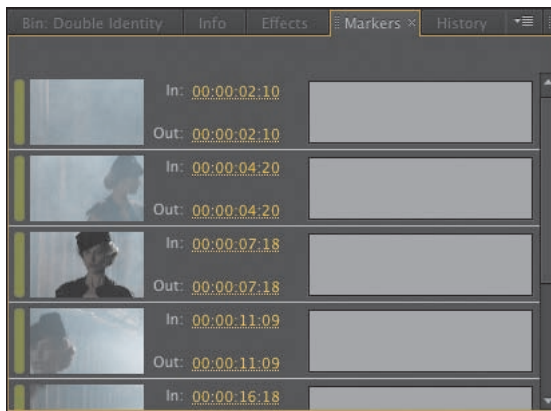 Bin: Double Identity Info Effects Markers × History
In: 00:00:02:10
Out: 00:00:02:10
In: 00:00:04:20
Out: 00:00:04:20
In: 00:00:07:18
Out: 00:00:07:18
In: 00:00:11:09
Out: 00:00:11:09
In: 00:00:16:18